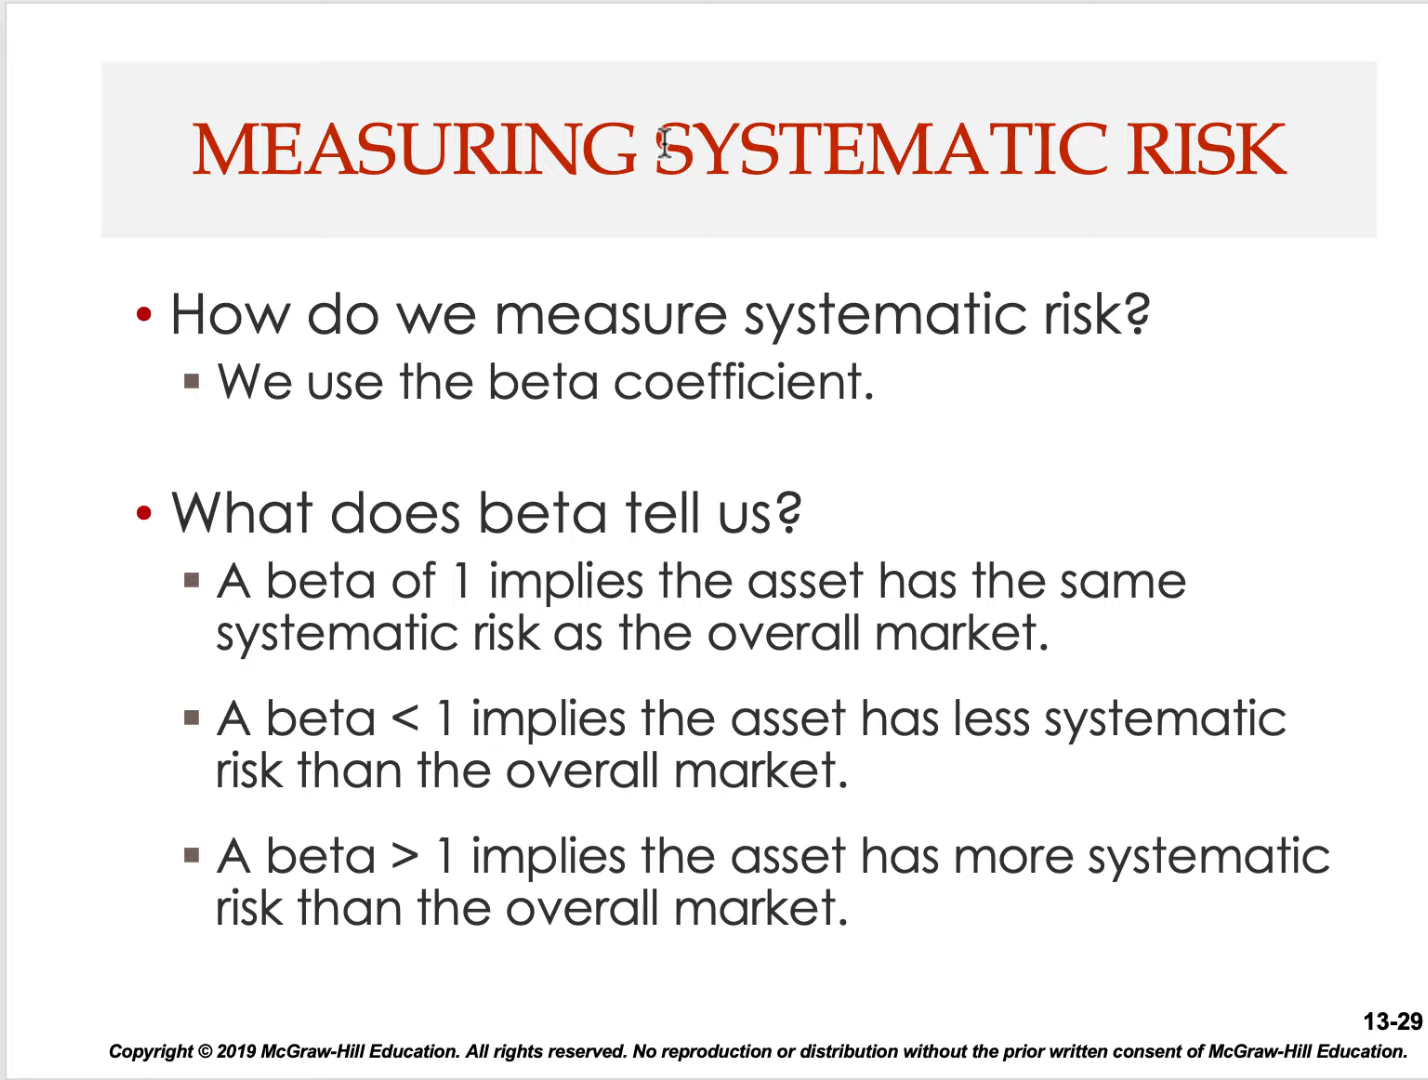 MEASURING SYSTEMATIC RISK
• How do we measure systematic risk?
▪ We use the beta coefficient.
• What does beta tell us?
▪ A beta of 1 implies the asset has the same
systematic risk as the overall market.
▪ A beta < 1 implies the asset has less systematic
risk than the overall market.
▪ A beta > 1 implies the asset has more systematic
risk than the overall market.
13-29
Copyright © 2019 McGraw-Hill Education. All rights reserved. No reproduction or distribution without the prior written consent of McGraw-Hill Education.